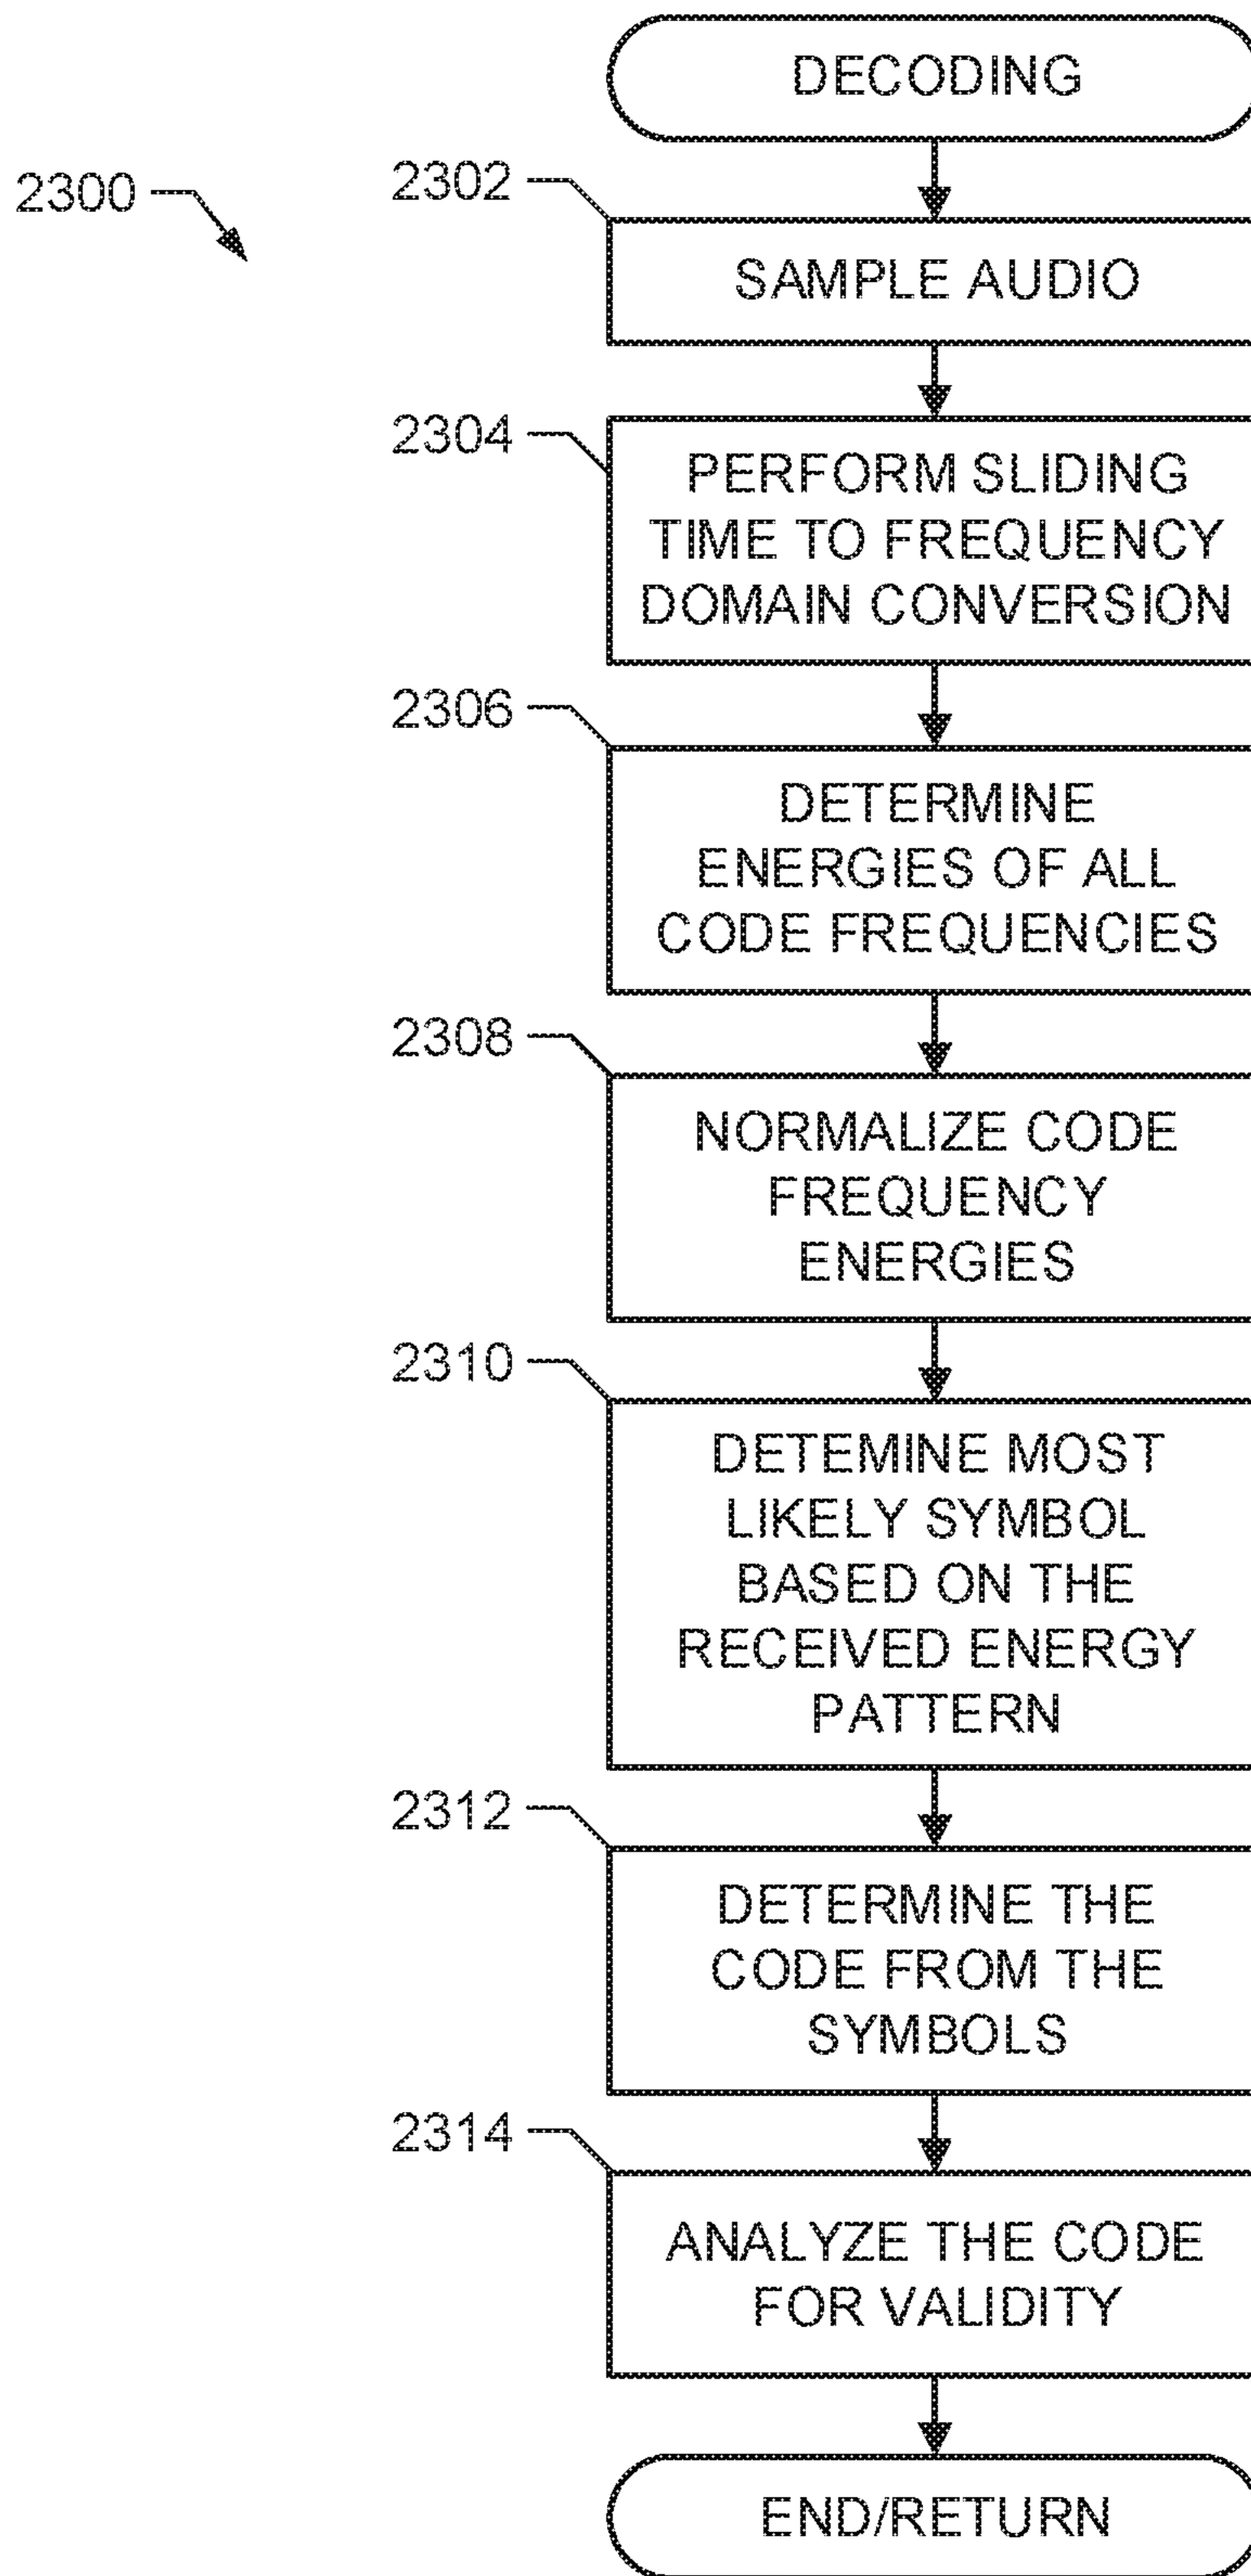 DECODING
2300
2302
SAMPLE AUDIO
2304
PERFORM SLIDING
TIME TO FREQUENCY
DOMAIN CONVERSION
2306
DETERMINE
ENERGIES OF ALL
CODE FREQUENCIES
2308
NORMALIZE CODE
FREQUENCY
ENERGIES
2310
DETEMINE MOST
LIKELY SYMBOL
BASED ON THE
RECEIVED ENERGY
PATTERN
2312
DETERMINE THE
CODE FROM THE
SYMBOLS
2314
ANALYZE THE CODE
FOR VALIDITY
END/RETURN